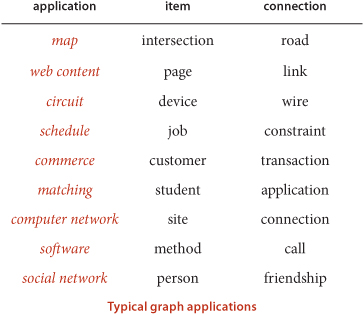 application item connection
map intersection road
web content page link
circuit device wire
schedule job constraint
commerce customer transaction
matching student application
computer network site connection
software method call
social network person friendship
Typical graph applications